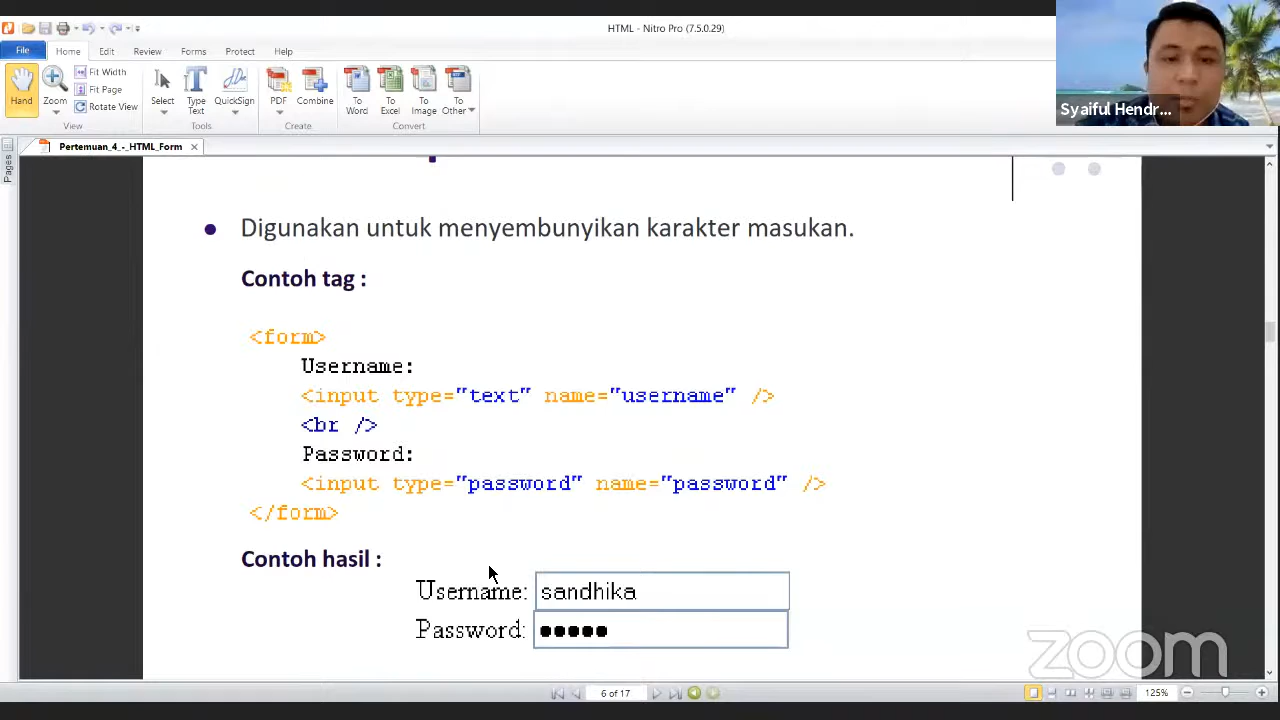 HTML - Nitro Pro (7.5.0.29)
File Home Edit Review Forms Protect Help
Hand
Zoom
Fit Width
Fit Page
Rotate View
View
Select
Type Text
QuickSign
Tools
PDF
Combine
Create
To Word
To Excel
To Image
To Other
Convert
Syaiful Hendr...
Pertemuan_4_-_HTML_Form
Pages
Digunakan untuk menyembunyikan karakter masukan.
Contoh tag :
<form>
Username:
<input type="text" name="username" />
<br />
Password:
<input type="password" name="password" />
</form>
Contoh hasil :
Username: sandhika
Password: ●●●●●
zoom
6 of 17
125%